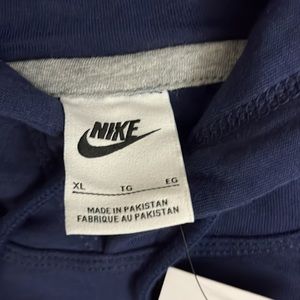 NIKE
XL TG EG
MADE IN PAKISTAN
FABRIQUE AU PAKISTAN